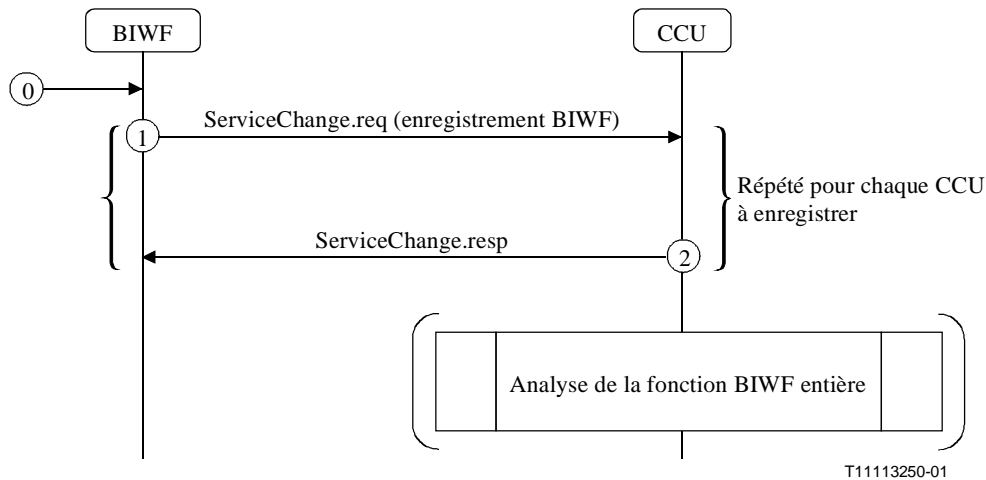 BIWF
CCU
0
1
ServiceChange.req (enregistrement BIWF)
Répété pour chaque CCU
à enregistrer
ServiceChange.resp
2
Analyse de la fonction BIWF entière
T11113250-01